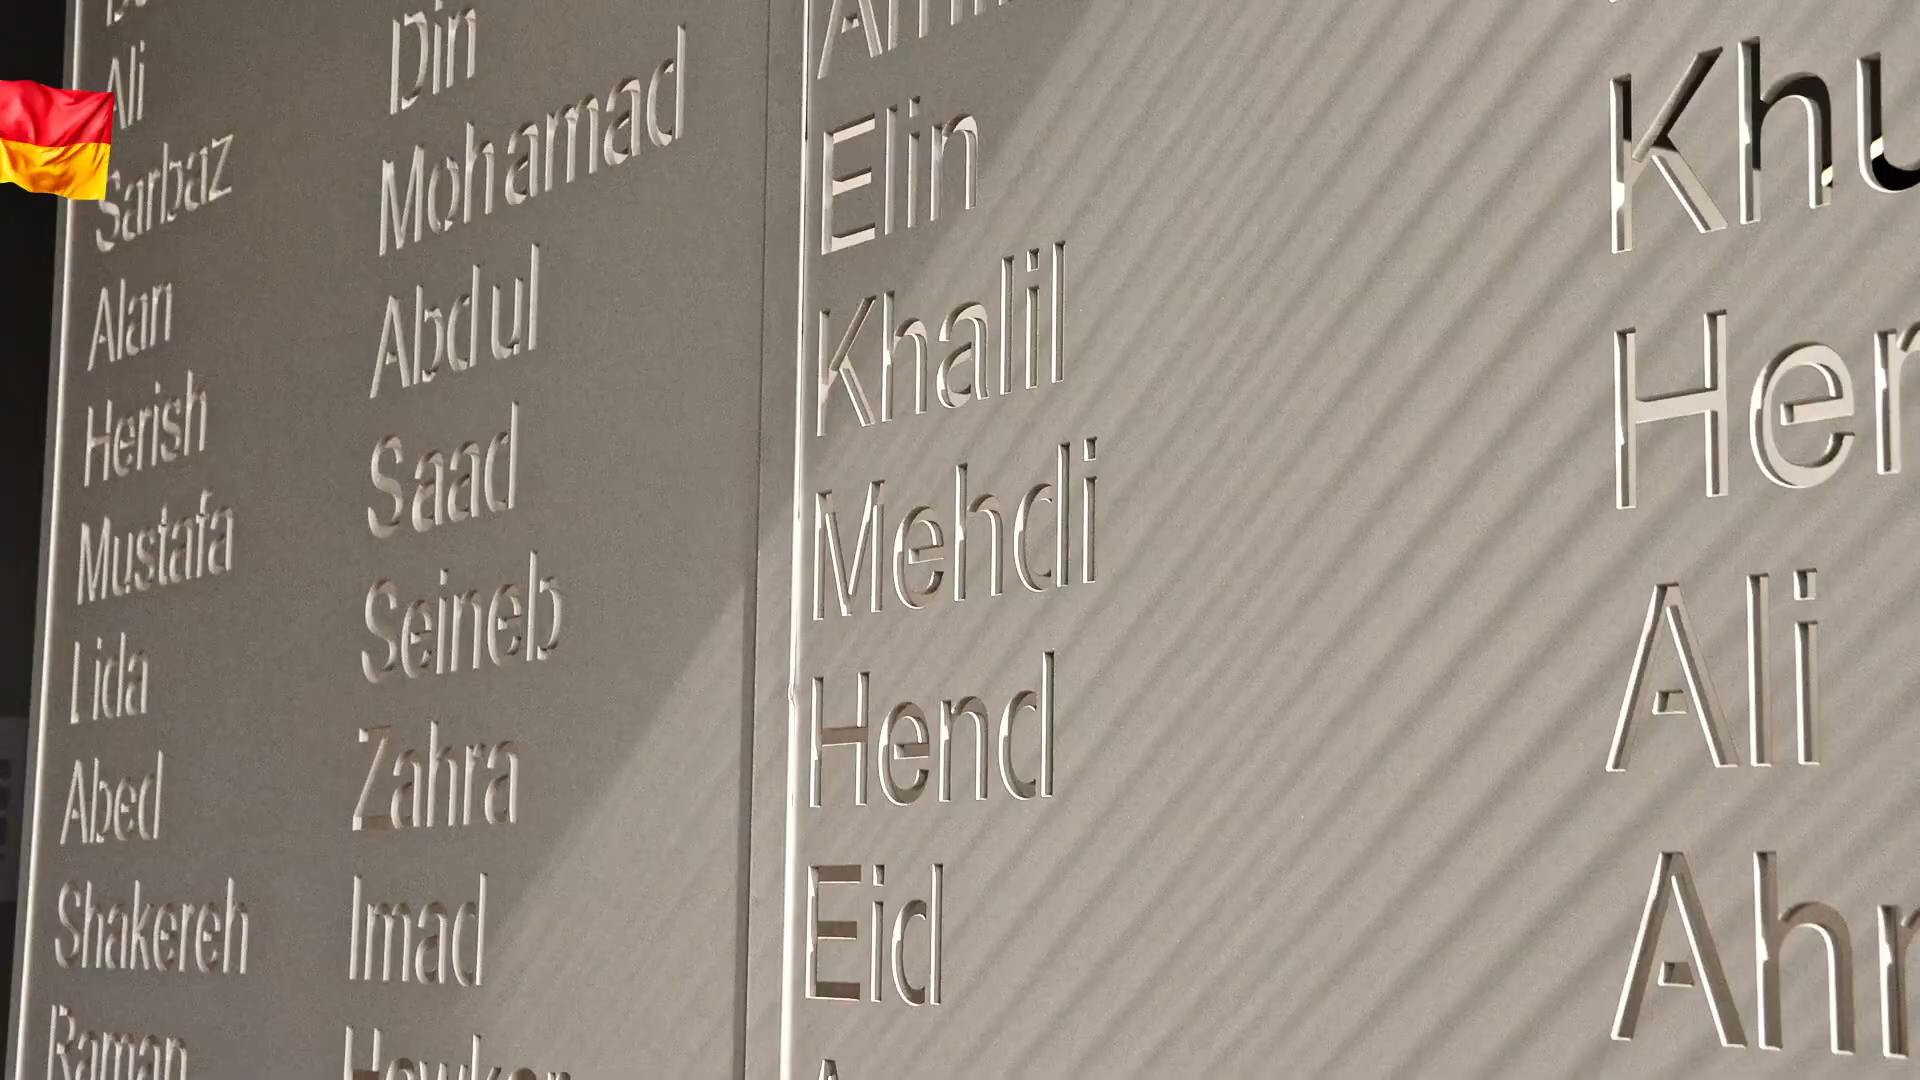 Ali
Sarbaz
Alan
Herish
Mustafa
Lida
Abed
Shakereh
Raman
Din
Mohamad
Abdul
Saad
Seineb
Zahra
Imad
Elin
Khalil
Mehdi
Hend
Eid
Ali